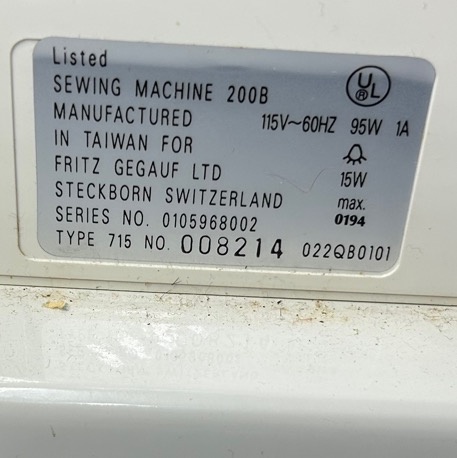 Listed
SEWING MACHINE 200B
UL
MANUFACTURED 115V~60HZ 95W 1A
IN TAIWAN FOR
FRITZ GEGAUF LTD 15W
STECKBORN SWITZERLAND max.
SERIES NO. 0105968002 0194
TYPE 715 NO. 008214 022QB0101